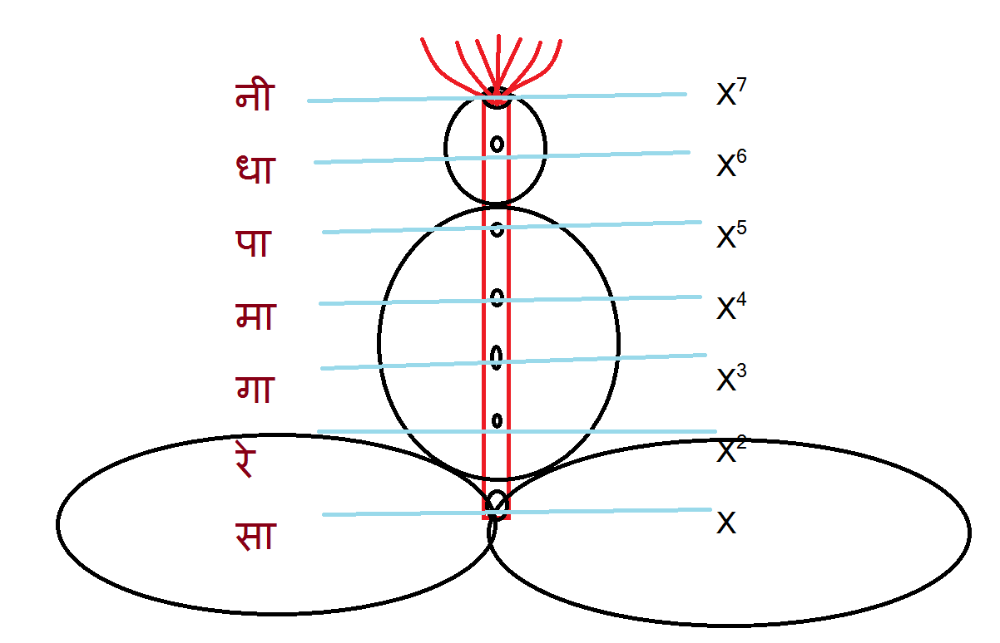 नी X⁷
धा X⁶
पा X⁵
मा X⁴
गा X³
रे X²
सा X